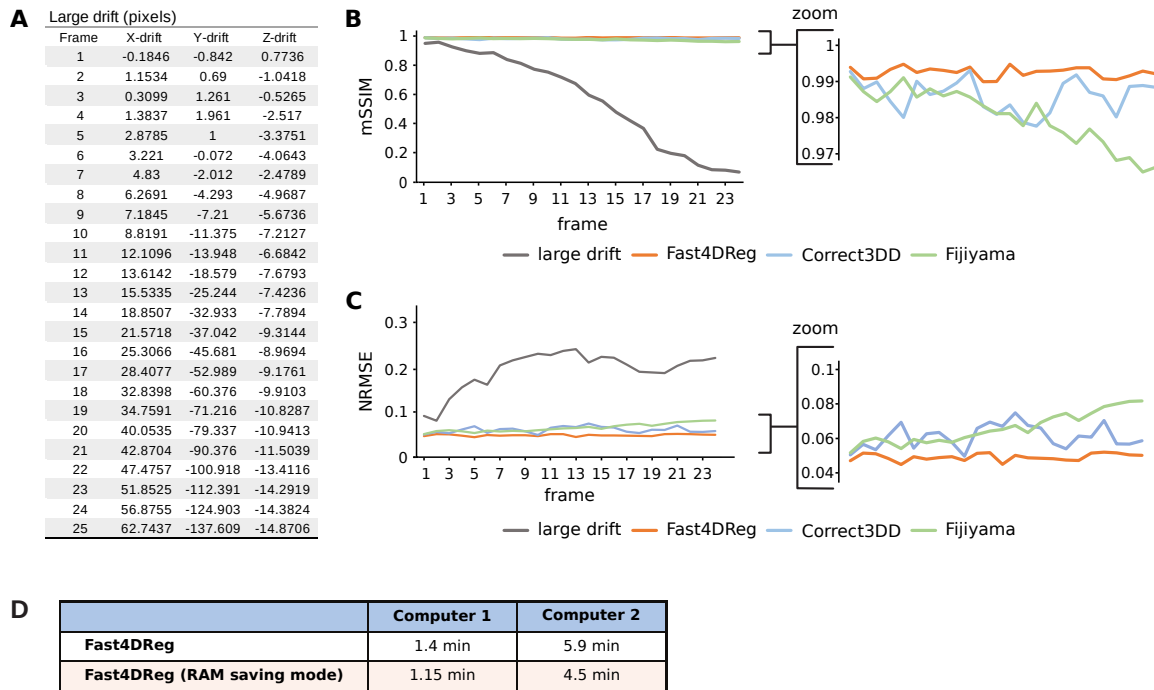 A
Large drift (pixels)
Frame X-drift Y-drift Z-drift
1 -0.1846 -0.842 0.7736
2 1.1534 0.69 -1.0418
3 0.3099 1.261 -0.5265
4 1.3837 1.961 -2.517
5 2.8785 1 -3.3751
6 3.221 -0.072 -4.0643
7 4.83 -2.012 -2.4789
8 6.2691 -4.293 -4.9687
9 7.1845 -7.21 -5.6736
10 8.8191 -11.375 -7.2127
11 12.1096 -13.948 -6.6842
12 13.6142 -18.579 -7.6793
13 15.5335 -25.244 -7.4236
14 18.8507 -32.933 -7.7894
15 21.5718 -37.042 -9.3144
16 25.3066 -45.681 -8.9694
17 28.4077 -52.989 -9.1761
18 32.8398 -60.376 -9.9103
19 34.7591 -71.216 -10.8287
20 40.0535 -79.337 -10.9413
21 42.8704 -90.376 -11.5039
22 47.4757 -100.918 -13.4116
23 51.8525 -112.391 -14.2919
24 56.8755 -124.903 -14.3824
25 62.7437 -137.609 -14.8706
B
mSSIM
1
0.8
0.6
0.4
0.2
0
1 3 5 7 9 11 13 15 17 19 21 23
frame
zoom
1
0.99
0.98
0.97
large drift Fast4DReg Correct3DD Fijiyama
C
NRMSE
0.3
0.2
0.1
0
1 3 5 7 9 11 13 15 17 19 21 23
frame
zoom
0.1
0.08
0.06
0.04
large drift Fast4DReg Correct3DD Fijiyama
D
Computer 1 Computer 2
Fast4DReg 1.4 min 5.9 min
Fast4DReg (RAM saving mode) 1.15 min 4.5 min